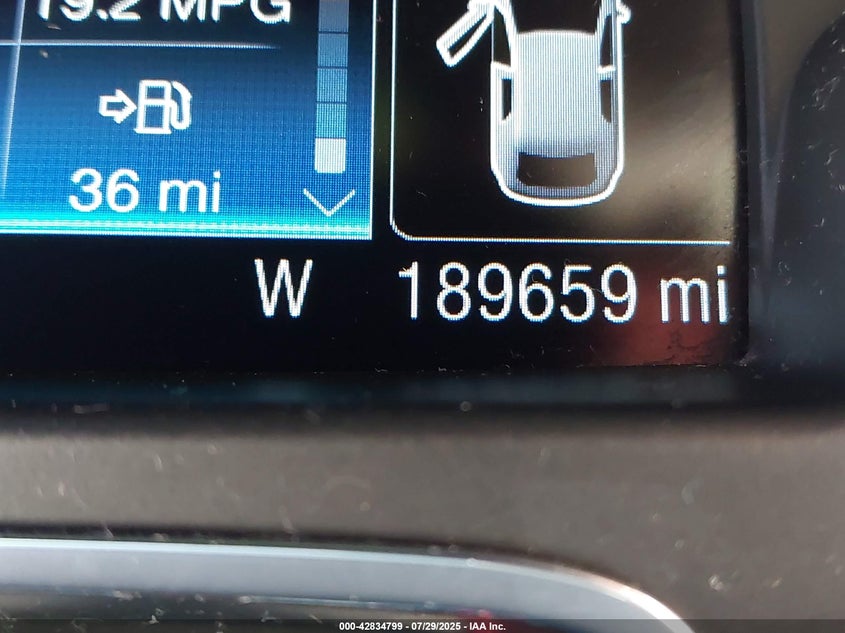 19.2 MPG
36 mi
W 189659 mi
000-42834799 - 07/29/2025 - IAA Inc.